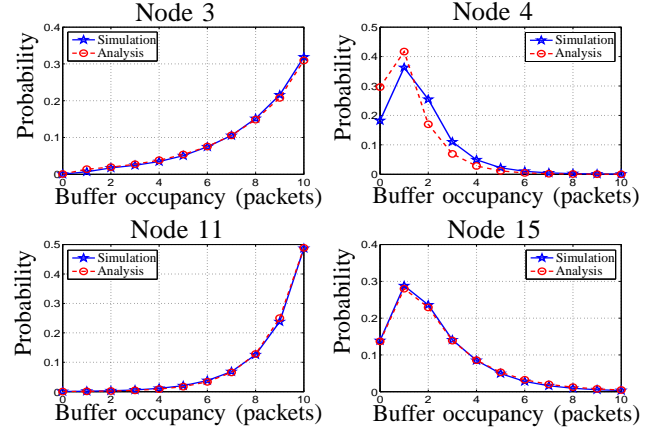 Node 3
Node 4
Simulation
Analysis
Simulation
Analysis
Probability
0.4
0.3
0.2
0.1
0
0 2 4 6 8 10
Buffer occupancy (packets)
Probability
0.5
0.4
0.3
0.2
0.1
0
0 2 4 6 8 10
Buffer occupancy (packets)
Node 11
Node 15
Simulation
Analysis
Simulation
Analysis
Probability
0.5
0.4
0.3
0.2
0.1
0
0 2 4 6 8 10
Buffer occupancy (packets)
Probability
0.4
0.3
0.2
0.1
0
0 2 4 6 8 10
Buffer occupancy (packets)